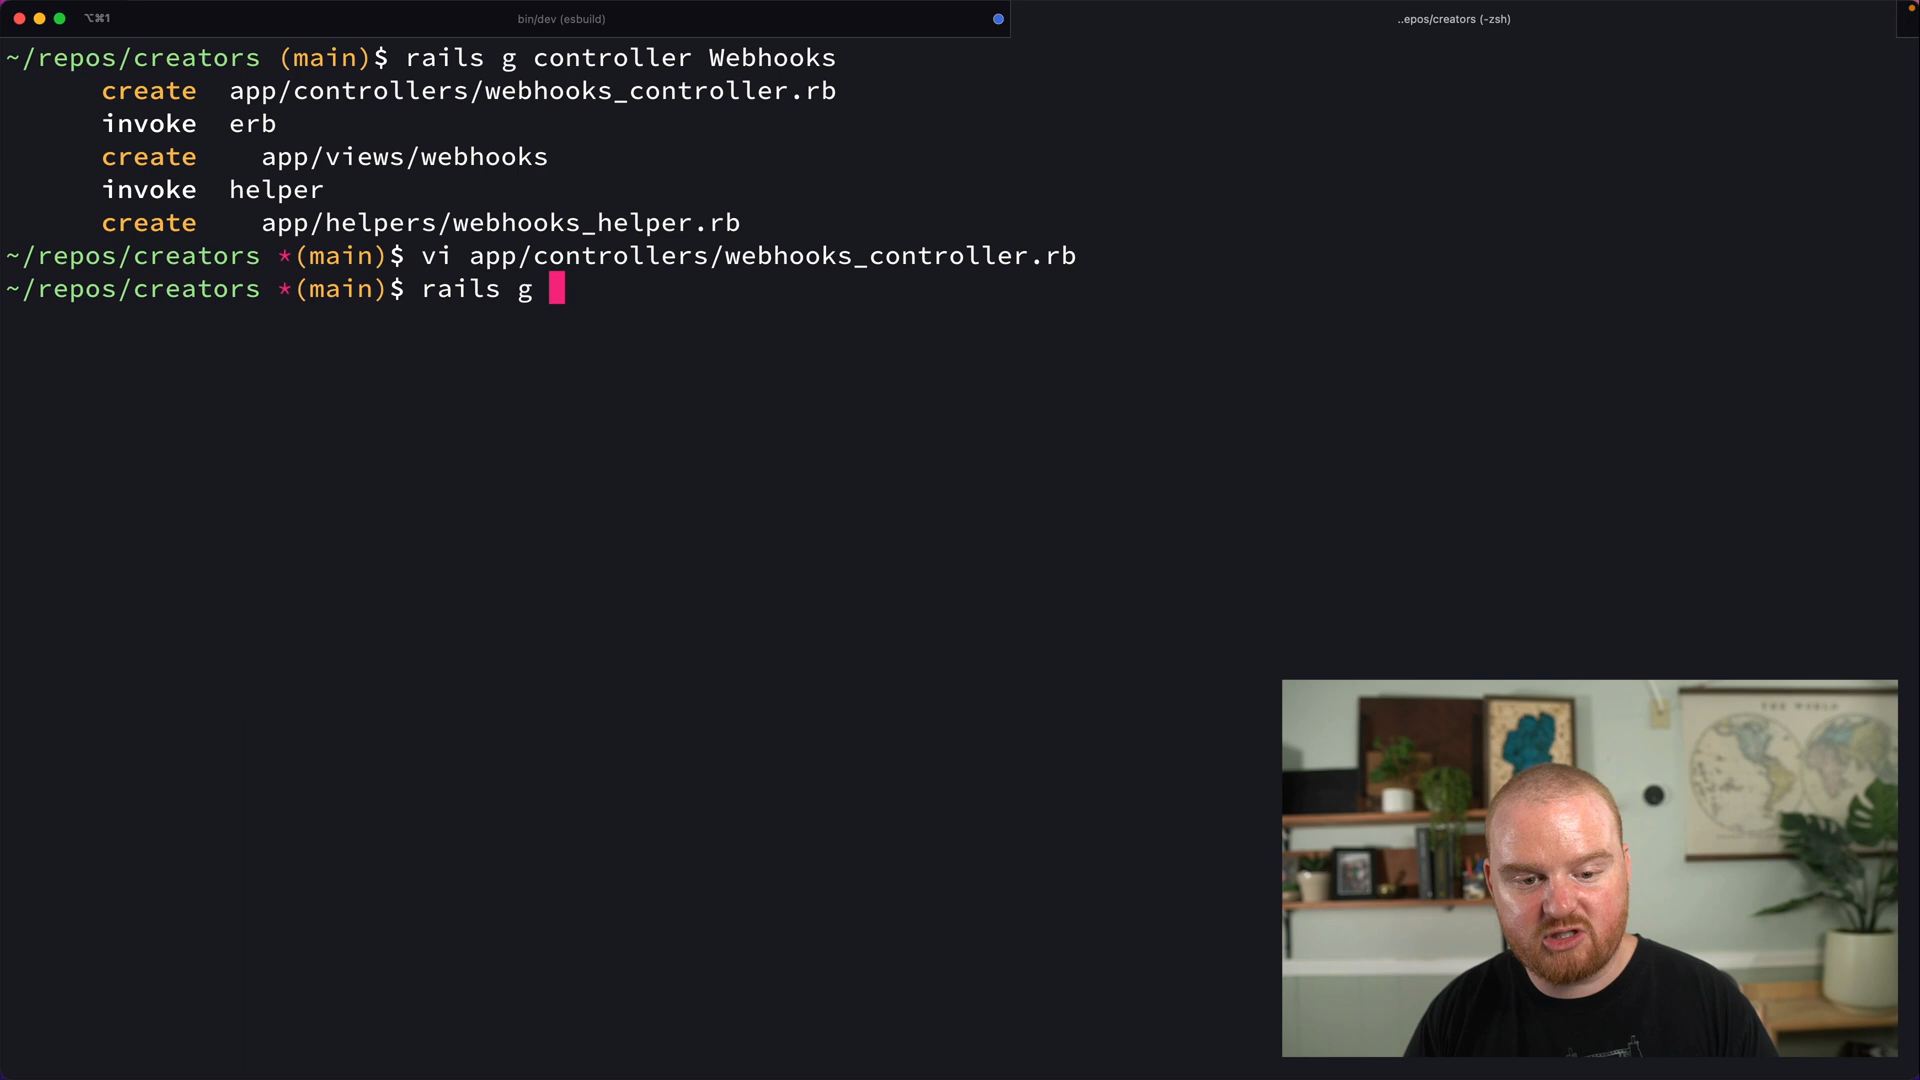 ⌥⌘1
bin/dev (esbuild)
..epos/creators (-zsh)
~/repos/creators (main)$ rails g controller Webhooks
create app/controllers/webhooks_controller.rb
invoke erb
create app/views/webhooks
invoke helper
create app/helpers/webhooks_helper.rb
~/repos/creators *(main)$ vi app/controllers/webhooks_controller.rb
~/repos/creators *(main)$ rails g
THE WORLD